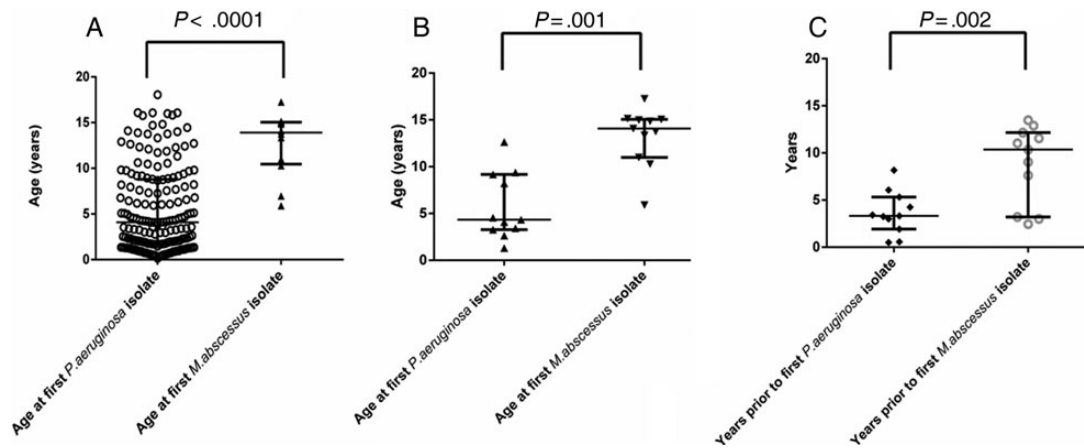 A
P< .0001
20
15
10
5
0
Age (years)
Age at first P.aeruginosa isolate
Age at first M.abscessus isolate
B
P=.001
20
15
10
5
0
Age (years)
Age at first P.aeruginosa isolate
Age at first M.abscessus isolate
C
P=.002
20
15
10
5
0
Years
Years prior to first P.aeruginosa isolate
Years prior to first M.abscessus isolate